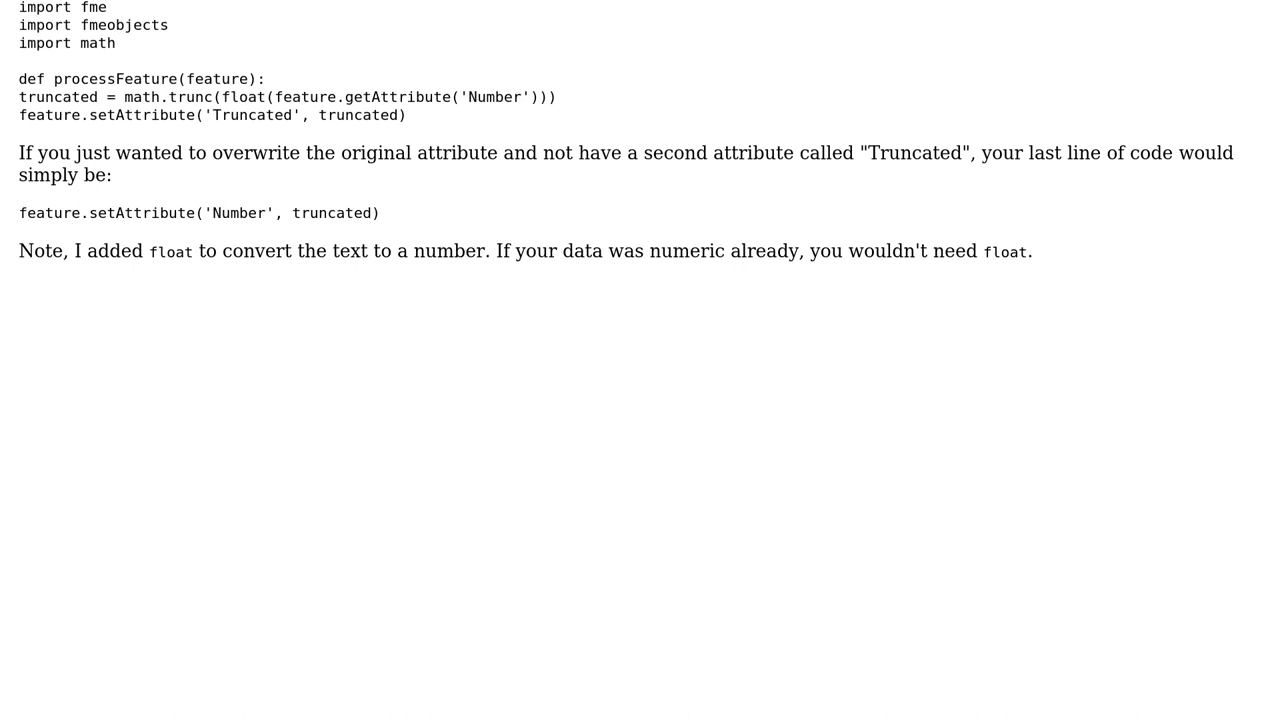 import fme
import fmeobjects
import math
def processFeature(feature):
truncated = math.trunc(float(feature.getAttribute('Number')))
feature.setAttribute('Truncated', truncated)
If you just wanted to overwrite the original attribute and not have a second attribute called "Truncated", your last line of code would
simply be:
feature.setAttribute('Number', truncated)
Note, I added float to convert the text to a number. If your data was numeric already, you wouldn't need float.